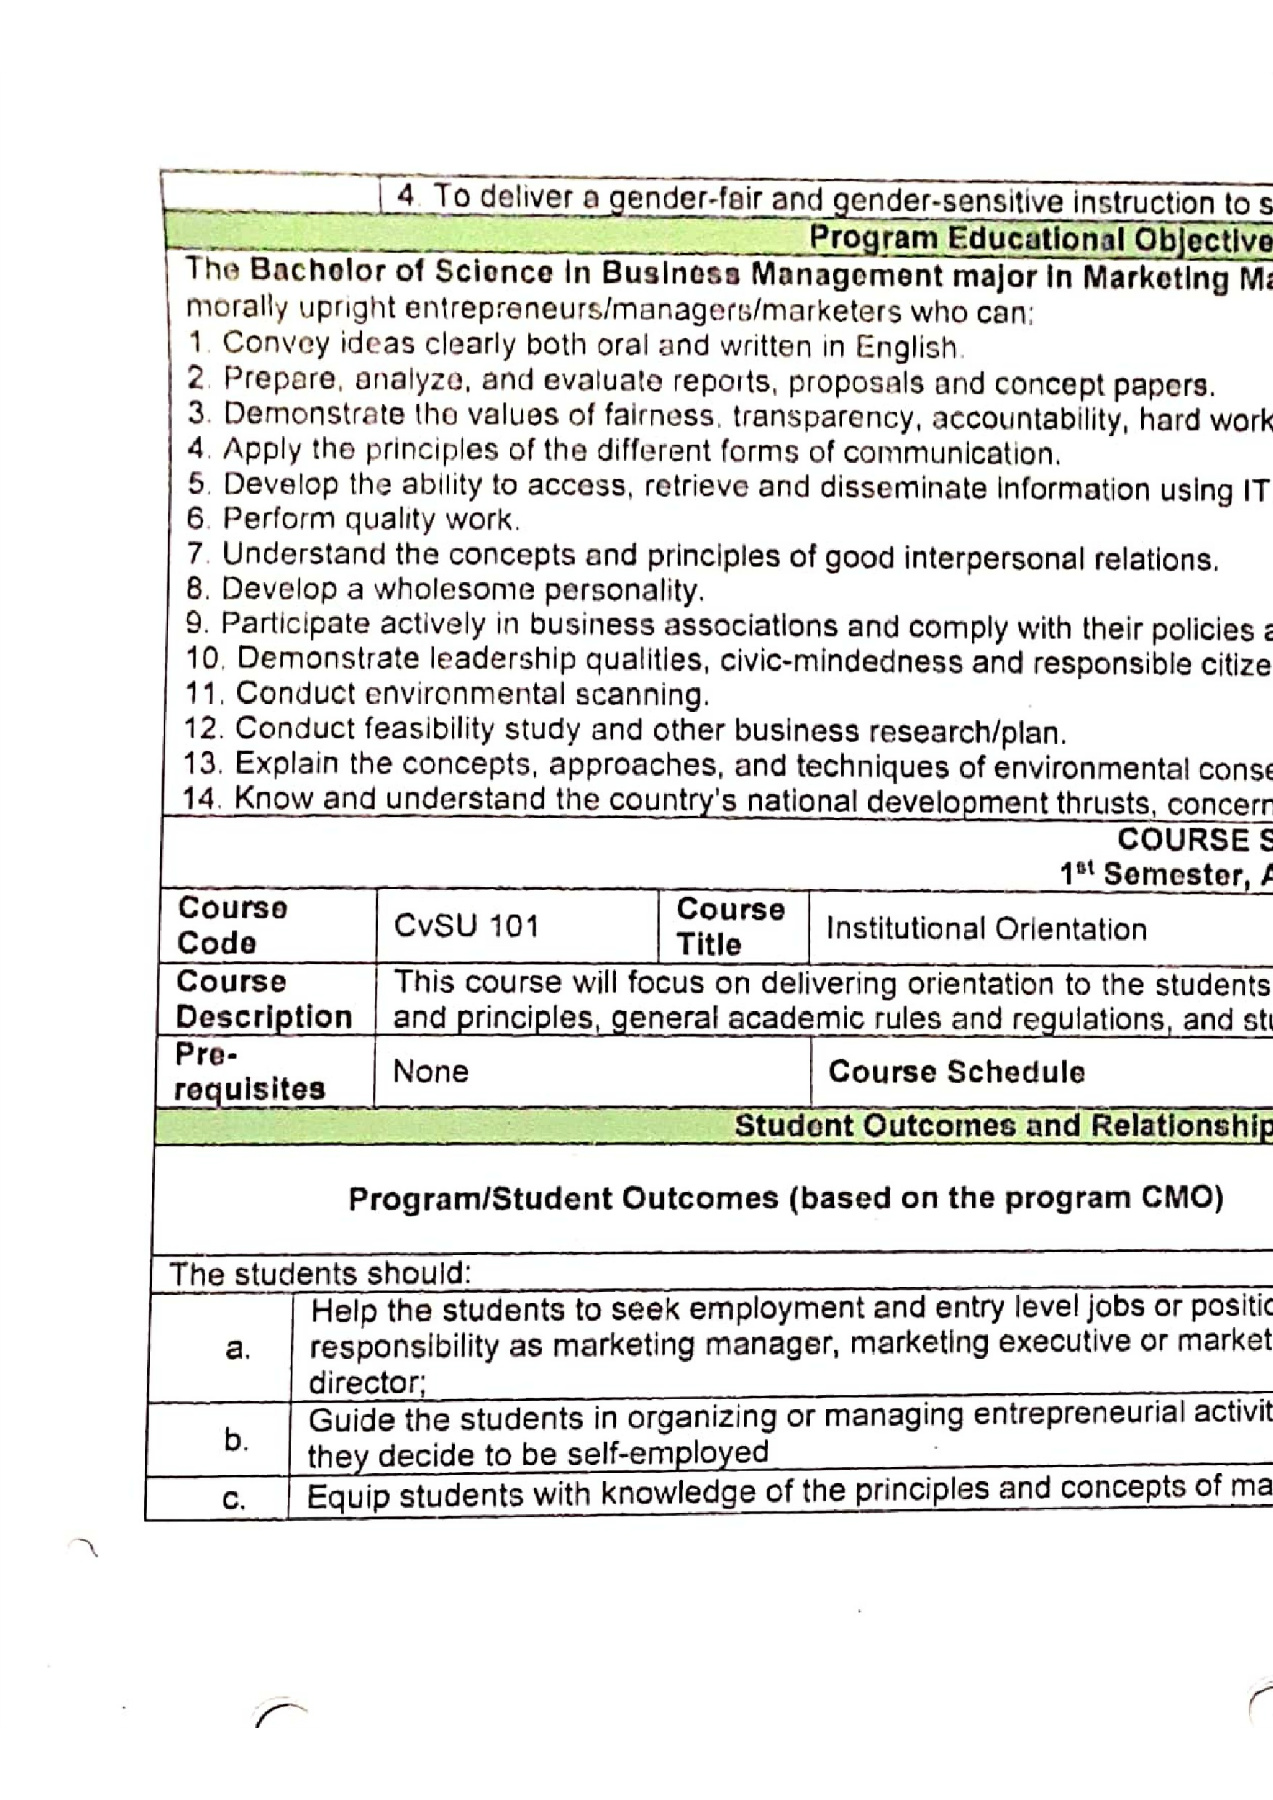 4. To deliver a gender-fair and gender-sensitive instruction to s
Program Educational Objective
The Bachelor of Science in Business Management major in Marketing Ma
morally upright entrepreneurs/managers/marketers who can:
1. Convey ideas clearly both oral and written in English.
2. Prepare, analyze, and evaluate reports, proposals and concept papers.
3. Demonstrate the values of fairness, transparency, accountability, hard work
4. Apply the principles of the different forms of communication.
5. Develop the ability to access, retrieve and disseminate information using IT
6. Perform quality work.
7. Understand the concepts and principles of good interpersonal relations.
8. Develop a wholesome personality.
9. Participate actively in business associations and comply with their policies a
10. Demonstrate leadership qualities, civic-mindedness and responsible citize
11. Conduct environmental scanning.
12. Conduct feasibility study and other business research/plan.
13. Explain the concepts, approaches, and techniques of environmental conse
14. Know and understand the country's national development thrusts, concern
COURSE S
1st Semester, A
Course Code CvSU 101 Course Title Institutional Orientation
Course Description This course will focus on delivering orientation to the students
and principles, general academic rules and regulations, and stu
Pre-requisites None Course Schedule
Student Outcomes and Relationship
Program/Student Outcomes (based on the program CMO)
The students should:
a. Help the students to seek employment and entry level jobs or positio
responsibility as marketing manager, marketing executive or market
director;
b. Guide the students in organizing or managing entrepreneurial activit
they decide to be self-employed
c. Equip students with knowledge of the principles and concepts of ma